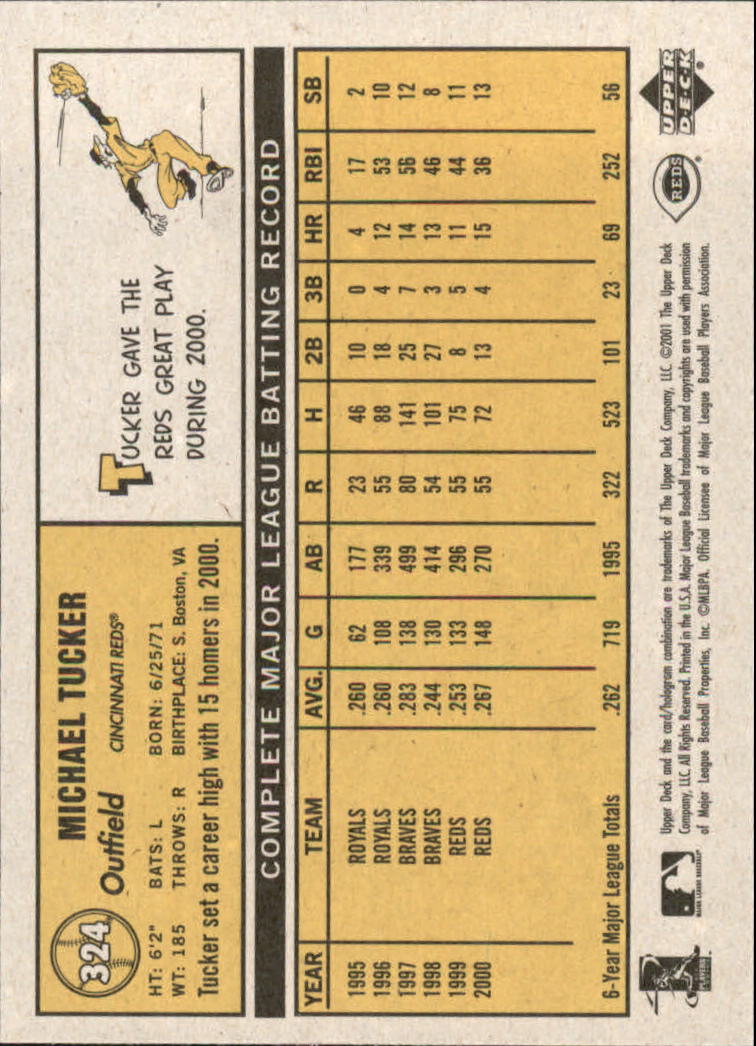 324
MICHAEL TUCKER
Outfield CINCINNATI REDS®
HT: 6'2" BATS: L BORN: 6/25/71
WT: 185 THROWS: R BIRTHPLACE: S. Boston, VA
Tucker set a career high with 15 homers in 2000.
TUCKER GAVE THE
REDS GREAT PLAY
DURING 2000.
COMPLETE MAJOR LEAGUE BATTING RECORD
YEAR TEAM AVG. G AB R H 2B 3B HR RBI SB
1995 ROYALS .260 62 177 23 46 10 0 4 17 2
1996 ROYALS .260 108 339 55 88 18 4 12 53 10
1997 BRAVES .283 138 499 80 141 25 7 14 56 12
1998 BRAVES .244 130 414 54 101 27 3 13 46 8
1999 REDS .253 133 296 55 75 8 5 11 44 11
2000 REDS .267 148 270 55 72 13 4 15 36 13
6-Year Major League Totals .262 719 1995 322 523 101 23 69 252 56
PLAYERS
MAJOR LEAGUE BASEBALL®
Upper Deck and the card/hologram combination are trademarks of The Upper Deck Company, LLC. ©2001 The Upper Deck
Company, LLC. All Rights Reserved. Printed in the U.S.A. Major League Baseball trademarks and copyrights are used with permission
of Major League Baseball Properties, Inc. ©MLBPA. Official Licensee of Major League Baseball Players Association.
REDS®
UPPER
DECK®